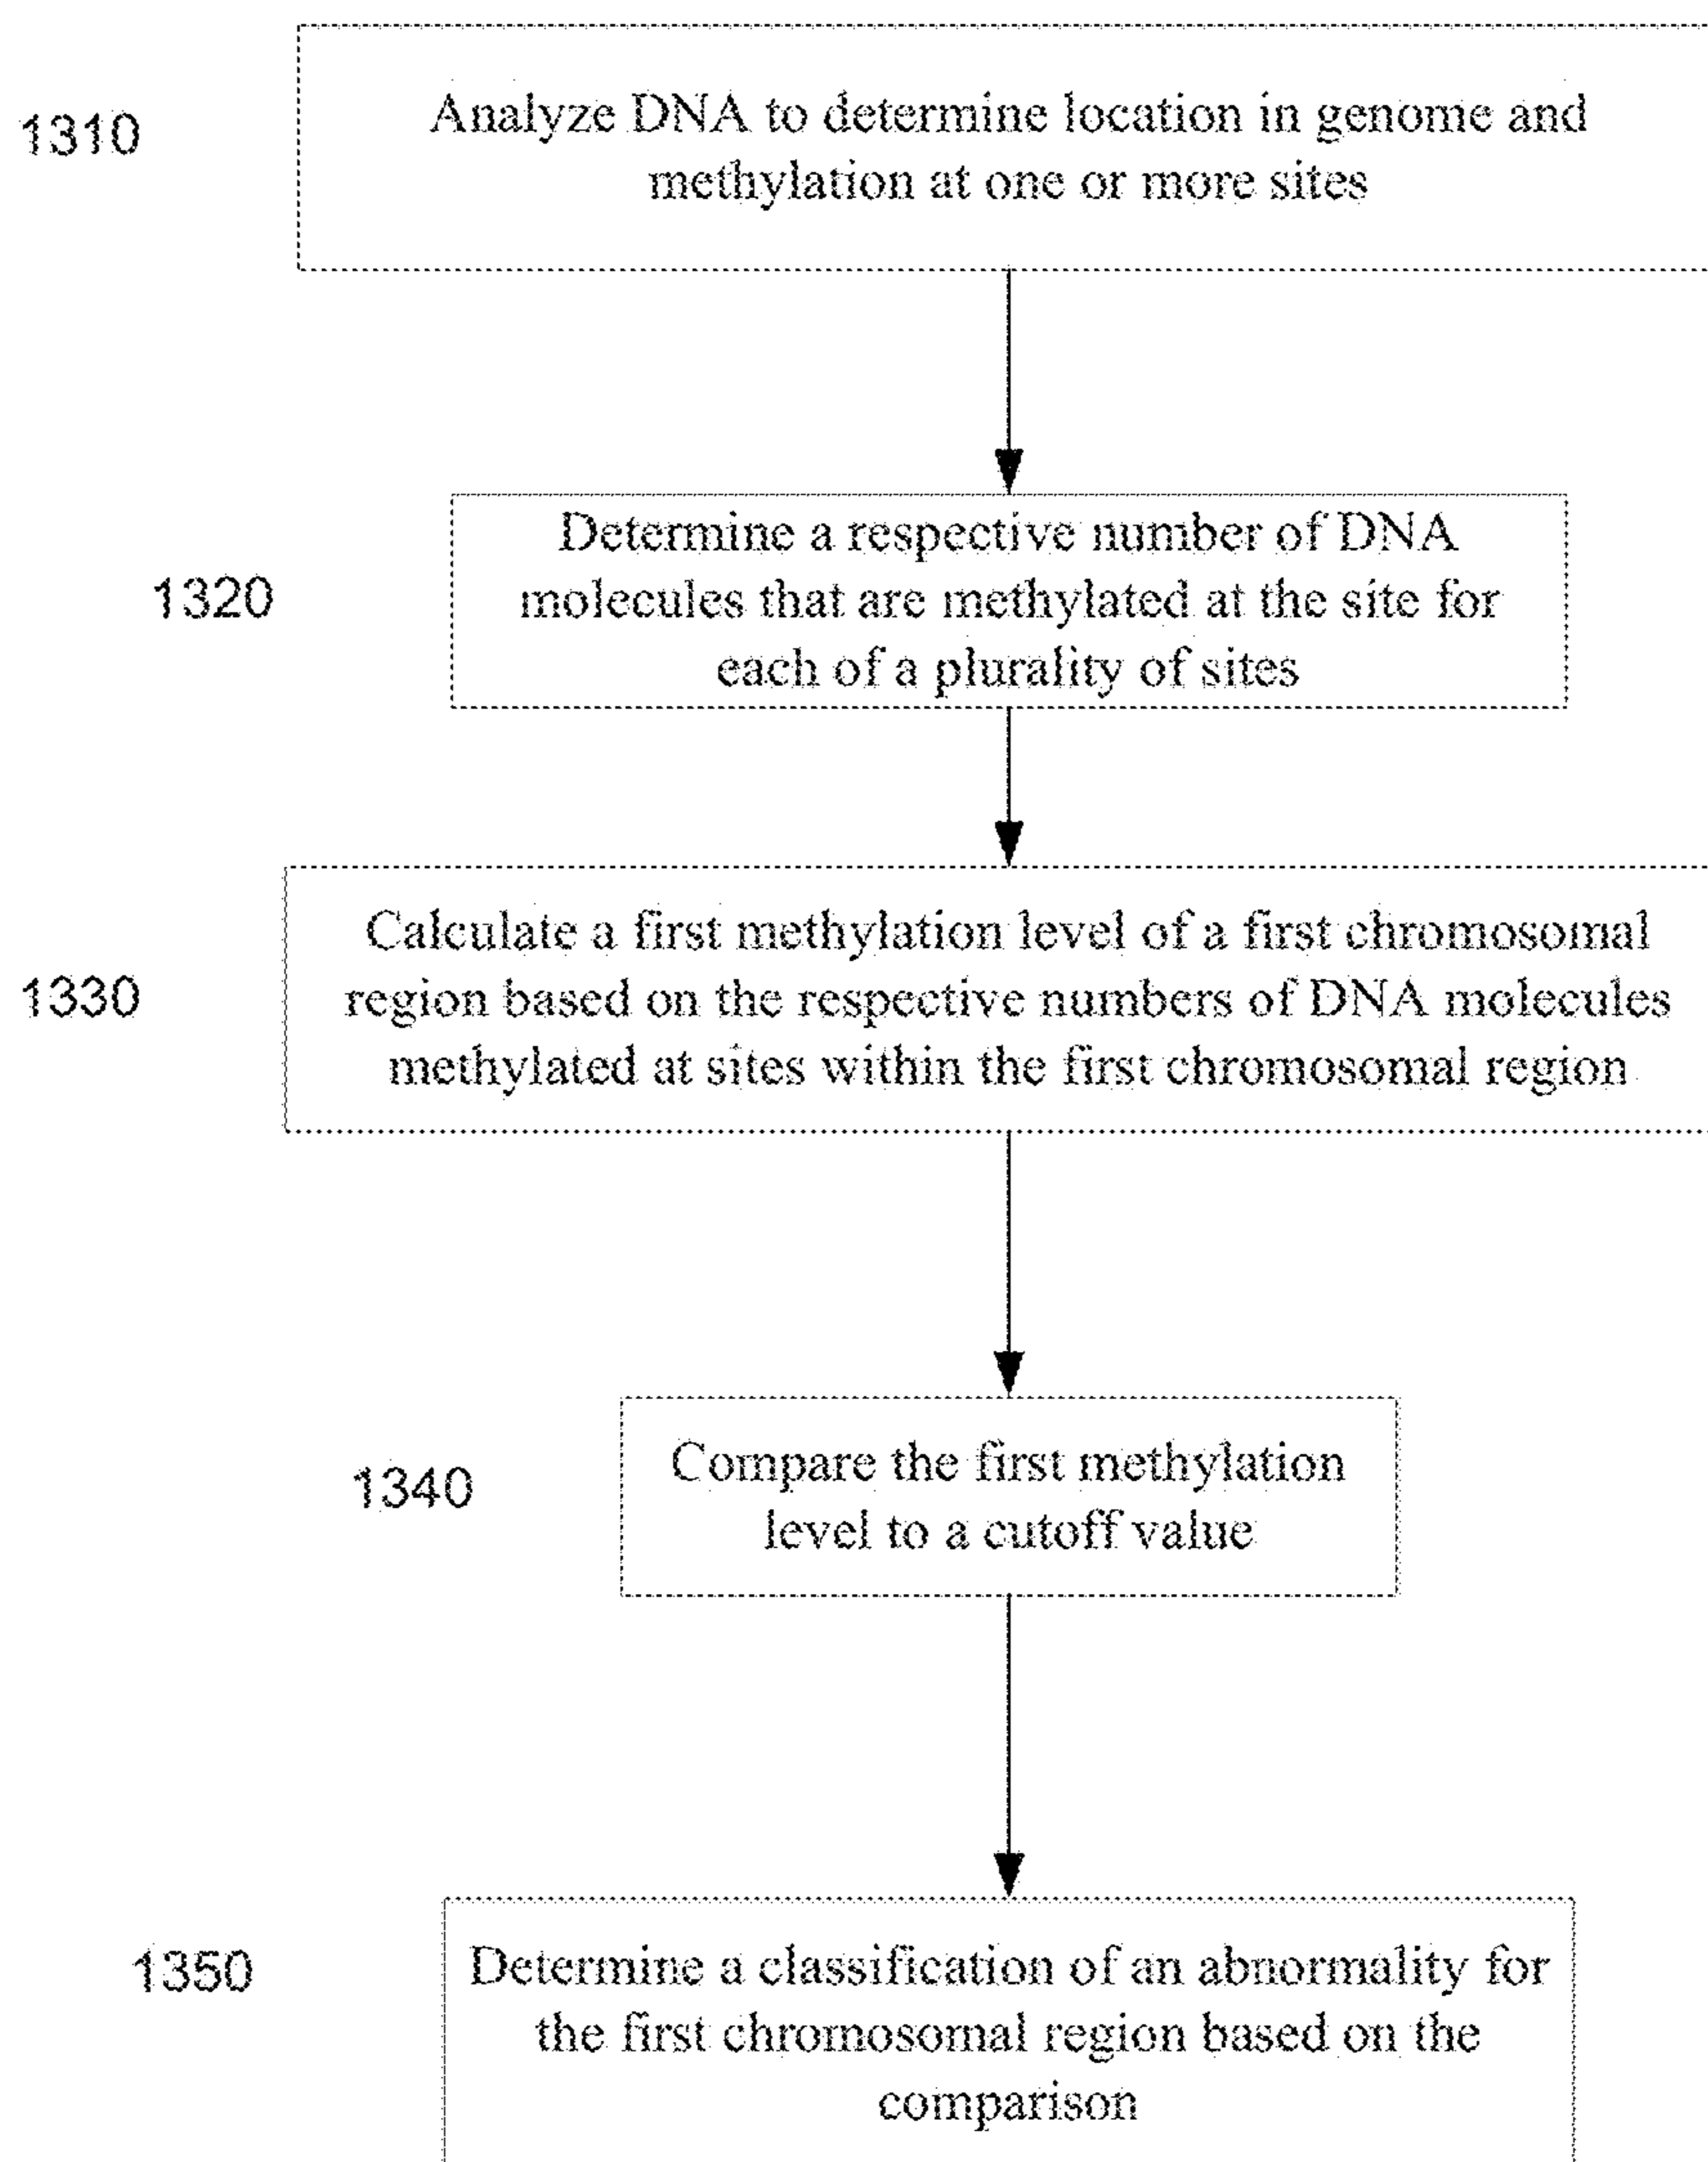 1310
Analyze DNA to determine location in genome and
methylation at one or more sites
1320
Determine a respective number of DNA
molecules that are methylated at the site for
each of a plurality of sites
1330
Calculate a first methylation level of a first chromosomal
region based on the respective numbers of DNA molecules
methylated at sites within the first chromosomal region
1340
Compare the first methylation
level to a cutoff value
1350
Determine a classification of an abnormality for
the first chromosomal region based on the
comparison